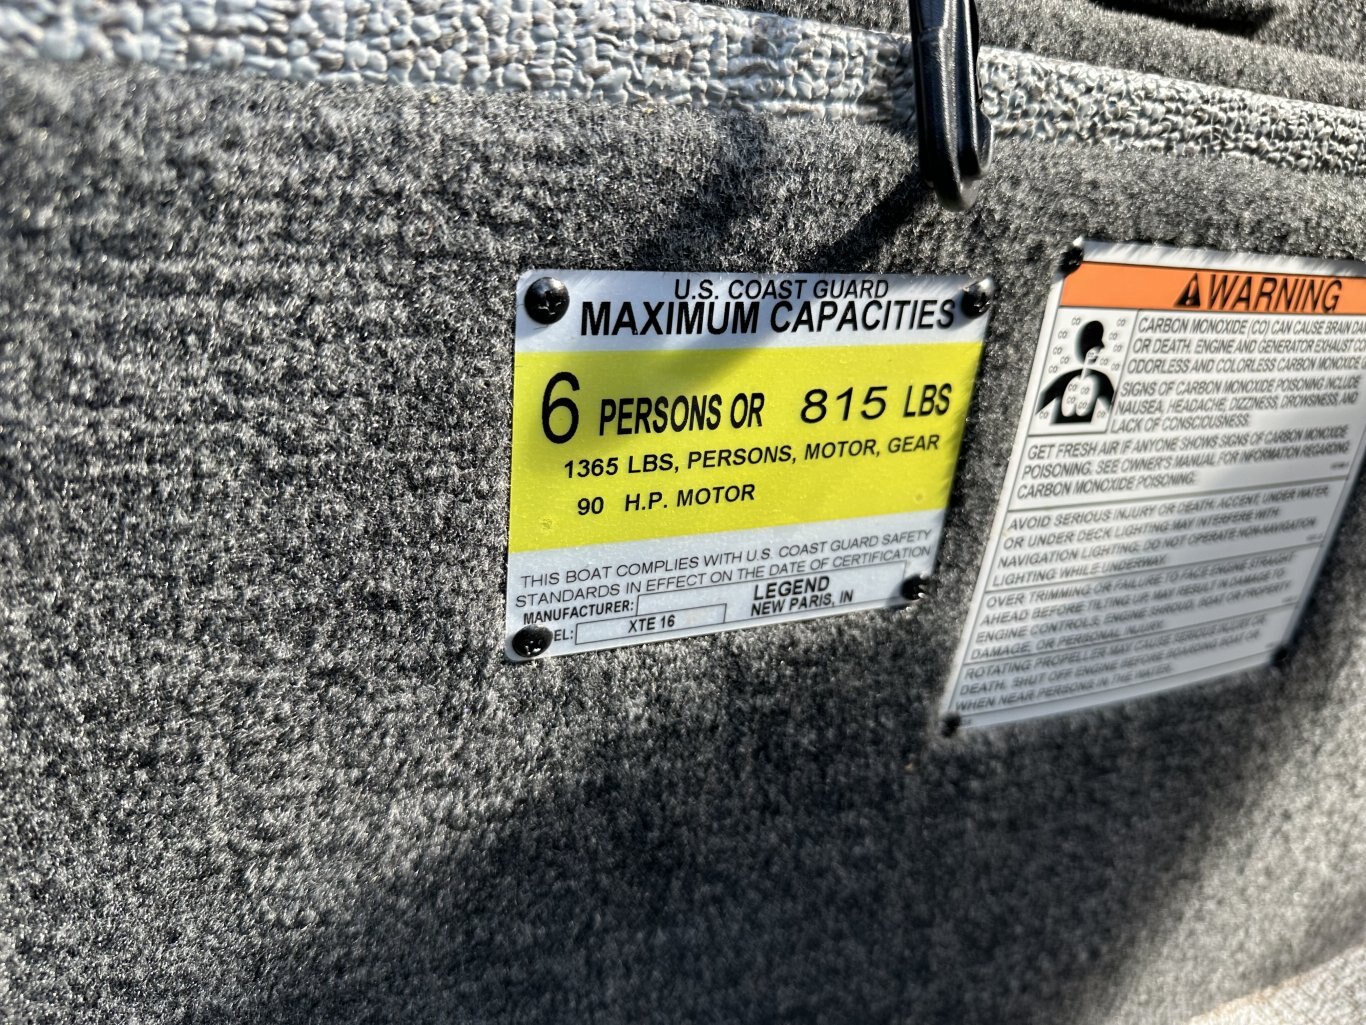 U.S. COAST GUARD
MAXIMUM CAPACITIES
6 PERSONS OR 815 LBS
1365 LBS, PERSONS, MOTOR, GEAR
90 H.P. MOTOR
THIS BOAT COMPLIES WITH U.S. COAST GUARD SAFETY
STANDARDS IN EFFECT ON THE DATE OF CERTIFICATION
MANUFACTURER: LEGEND
NEW PARIS, IN
EL: XTE 16
WARNING
CARBON MONOXIDE (CO) CAN CAUSE BRAIN DA
OR DEATH. ENGINE AND GENERATOR EXHAUST CO
ODORLESS AND COLORLESS CARBON MONOXIDE
SIGNS OF CARBON MONOXIDE POISONING INCLUDE
NAUSEA, HEADACHE, DIZZINESS, DROWSINESS, AND
LACK OF CONSCIOUSNESS.
GET FRESH AIR IF ANYONE SHOWS SIGNS OF CARBON MONOXIDE
POISONING. SEE OWNER'S MANUAL FOR INFORMATION REGARDING
CARBON MONOXIDE POISONING.
AVOID SERIOUS INJURY OR DEATH. ACCENT, UNDER WATER,
OR UNDER DECK LIGHTING MAY INTERFERE WITH
NAVIGATION LIGHTING. DO NOT OPERATE NON-NAVIGATION
LIGHTING WHILE UNDERWAY.
OVER TRIMMING OR FAILURE TO FACE ENGINE STRAIGHT
AHEAD BEFORE TILTING UP, MAY RESULT IN DAMAGE TO
ENGINE CONTROLS, ENGINE SHROUD, BOAT OR PROPERTY
DAMAGE, OR PERSONAL INJURY.
ROTATING PROPELLER MAY CAUSE SERIOUS INJURY OR
DEATH. SHUT OFF ENGINE BEFORE BOARDING BOAT OR
WHEN NEAR PERSONS IN THE WATER.